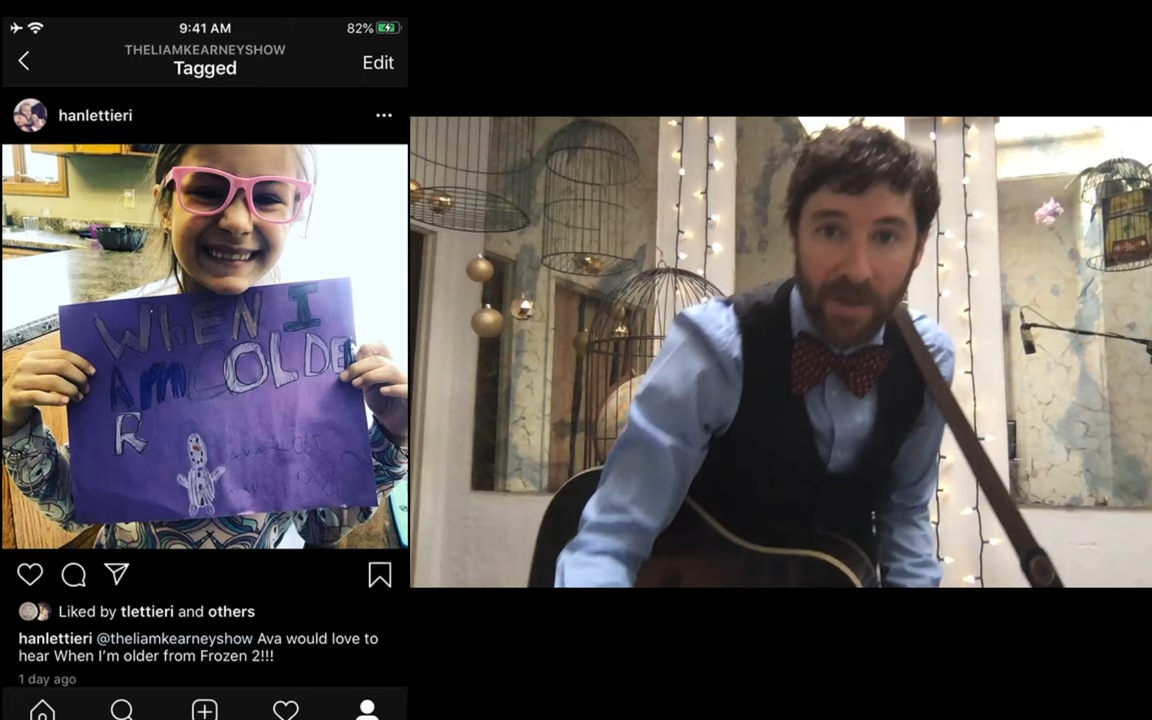 9:41 AM
82%
THELIAMKEARNEYSHOW
Tagged
Edit
hanlettieri
WhEN I
Am OLDE
R
Liked by tlettieri and others
hanlettieri @theliamkearneyshow Ava would love to
hear When I'm older from Frozen 2!!!
1 day ago